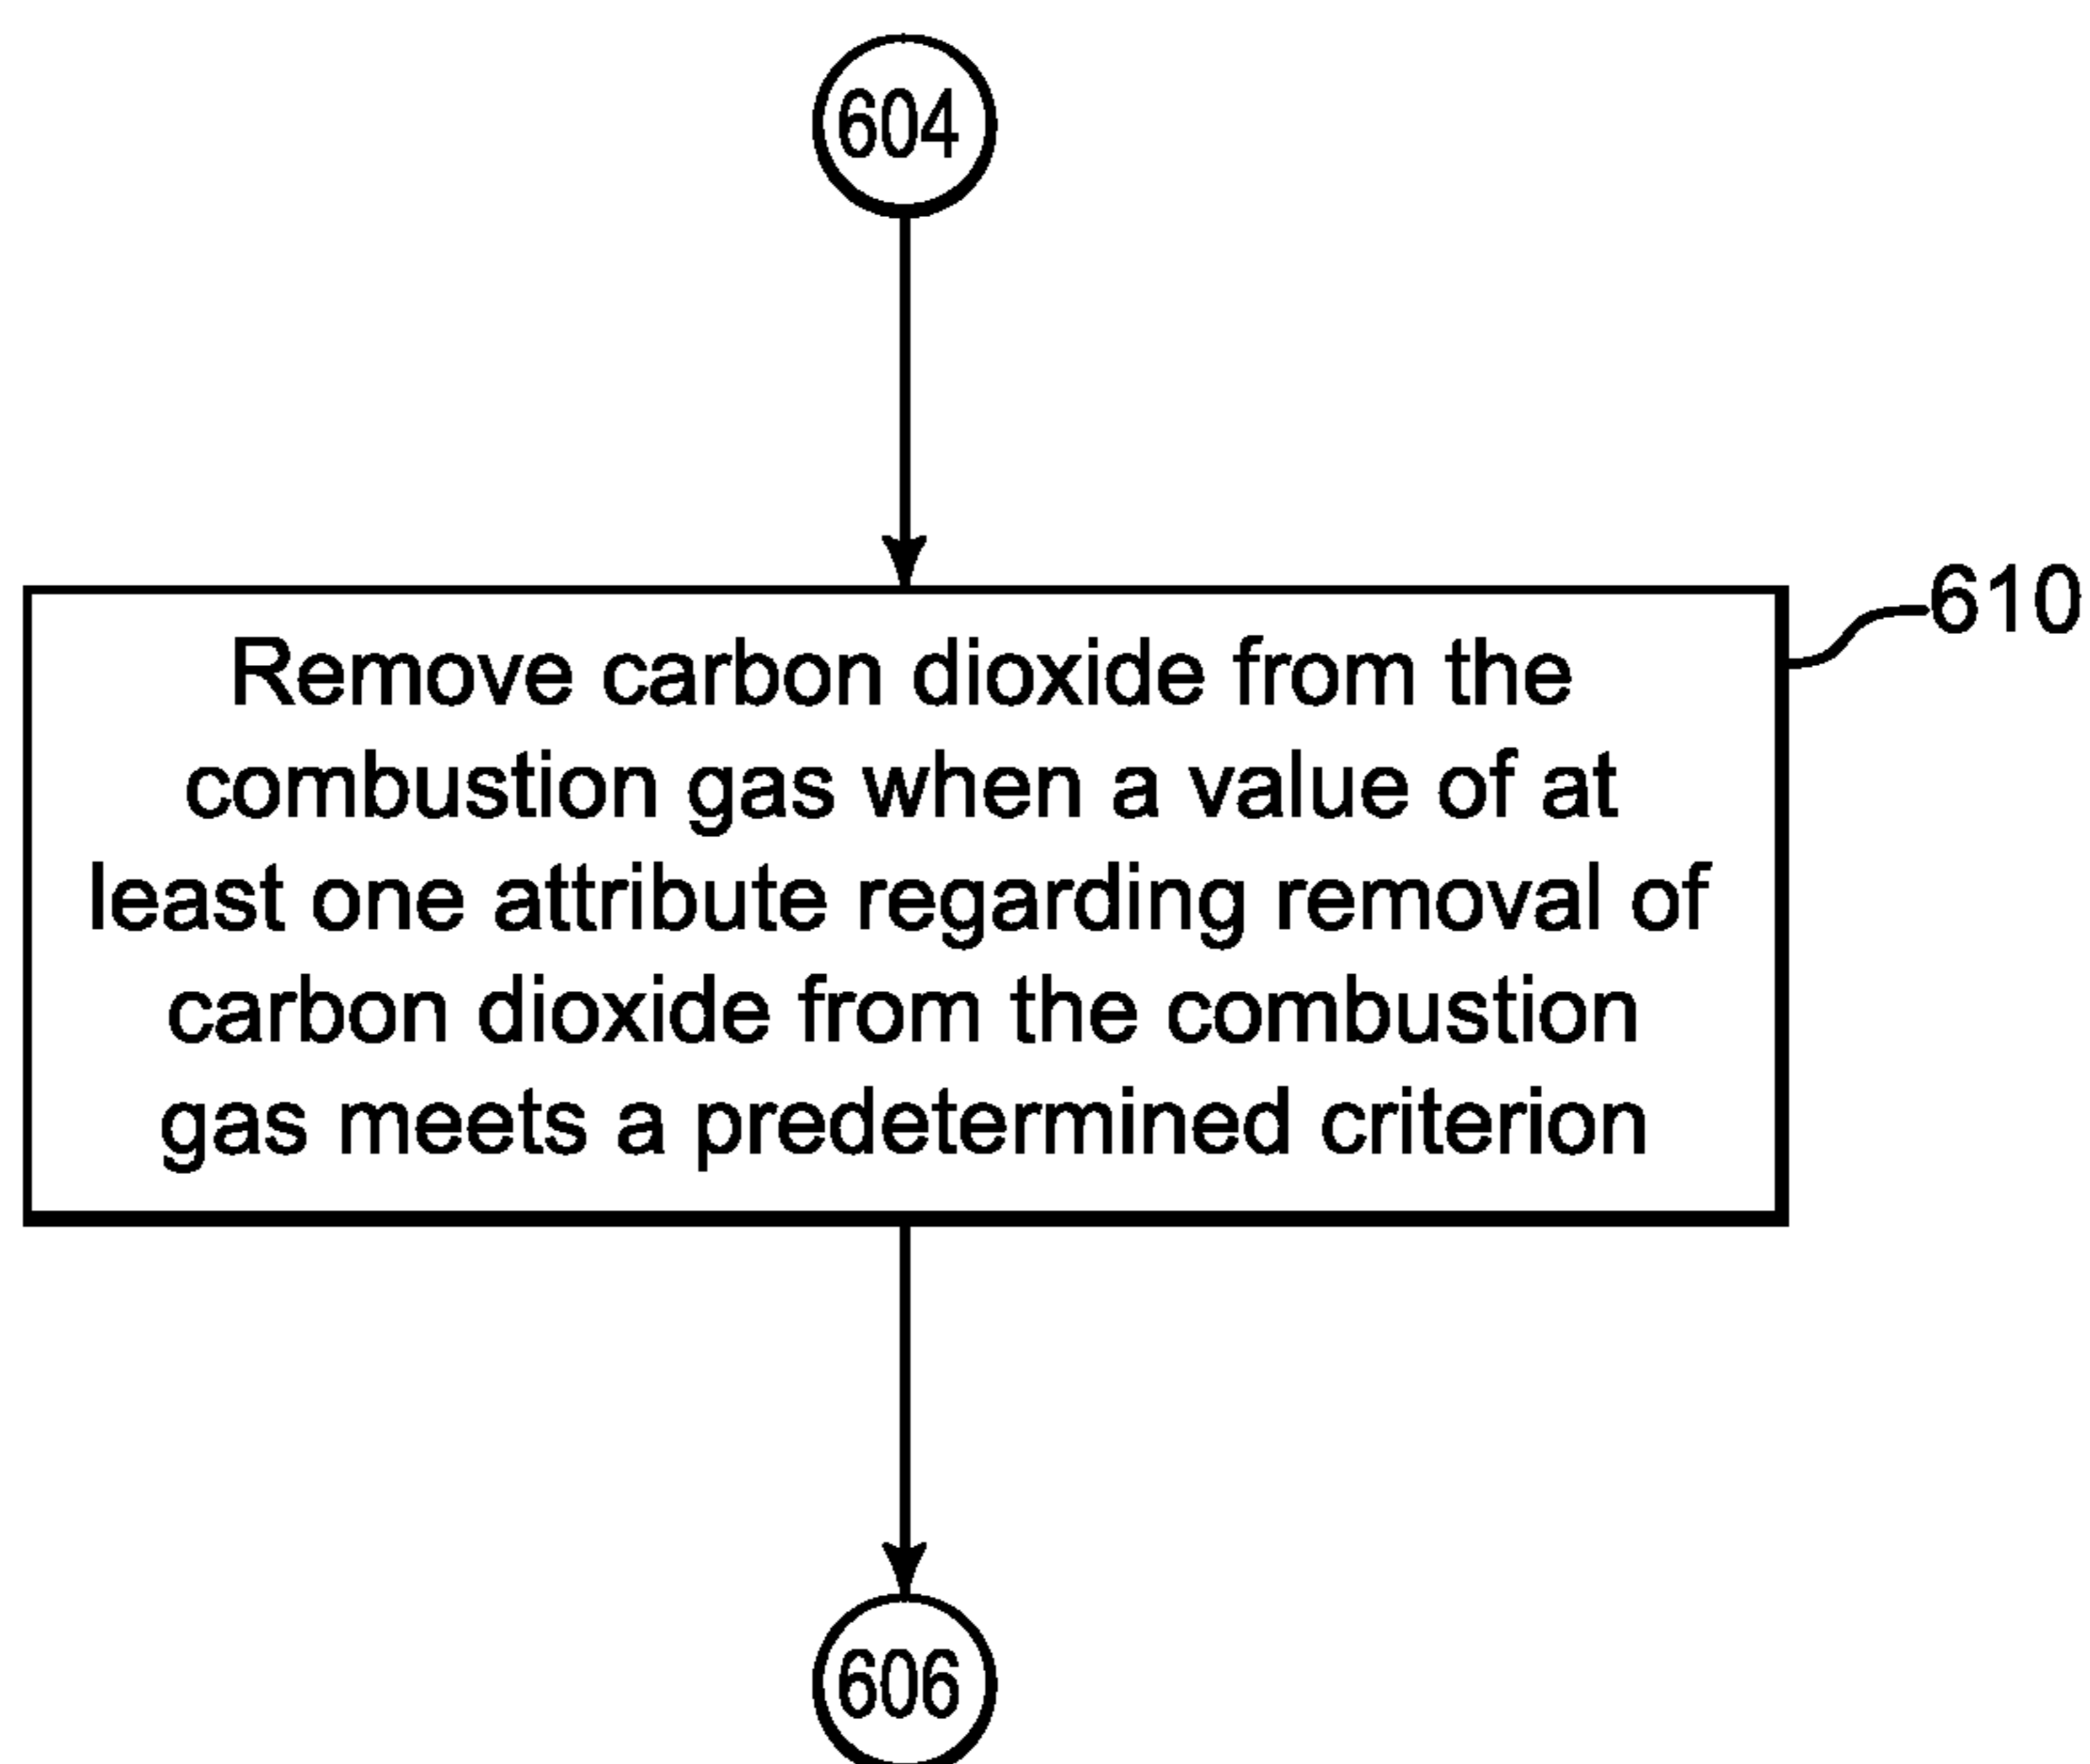 604
610
Remove carbon dioxide from the
combustion gas when a value of at
least one attribute regarding removal of
carbon dioxide from the combustion
gas meets a predetermined criterion
606